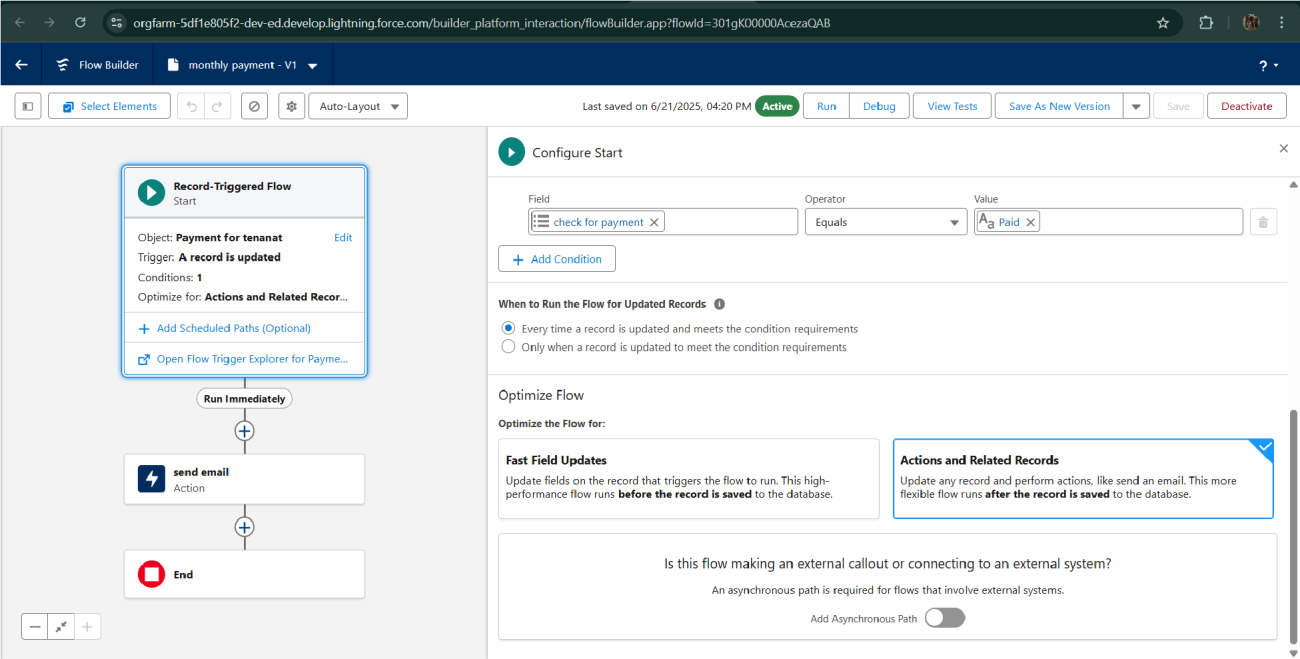 orgfarm-5df1e805f2-dev-ed.develop.lightning.force.com/builder_platform_interaction/flowBuilder.app?flowId=301gK00000AcezaQAB
Flow Builder
monthly payment - V1
?
Select Elements
Auto-Layout
Last saved on 6/21/2025, 04:20 PM
Active
Run
Debug
View Tests
Save As New Version
Save
Deactivate
Record-Triggered Flow
Start
Object: Payment for tenanat
Edit
Trigger: A record is updated
Conditions: 1
Optimize for: Actions and Related Recor...
Add Scheduled Paths (Optional)
Open Flow Trigger Explorer for Payme...
Run Immediately
send email
Action
End
Configure Start
Field
Operator
Value
check for payment
Equals
Aa Paid
Add Condition
When to Run the Flow for Updated Records
Every time a record is updated and meets the condition requirements
Only when a record is updated to meet the condition requirements
Optimize Flow
Optimize the Flow for:
Fast Field Updates
Update fields on the record that triggers the flow to run. This high-
performance flow runs before the record is saved to the database.
Actions and Related Records
Update any record and perform actions, like send an email. This more
flexible flow runs after the record is saved to the database.
Is this flow making an external callout or connecting to an external system?
An asynchronous path is required for flows that involve external systems.
Add Asynchronous Path